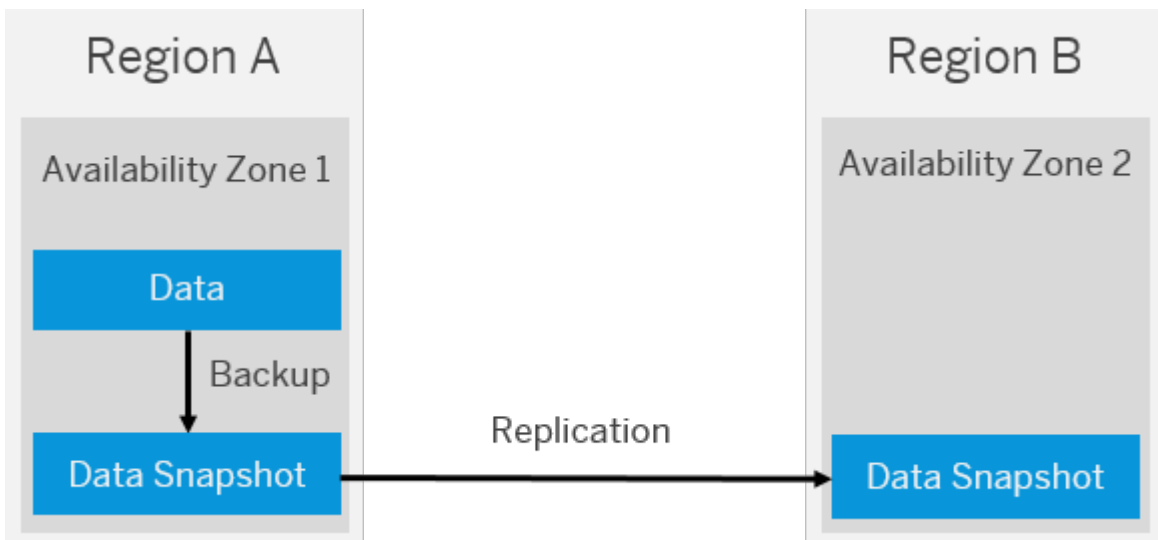 Region A
Availability Zone 1
Data
Backup
Data Snapshot
Replication
Region B
Availability Zone 2
Data Snapshot